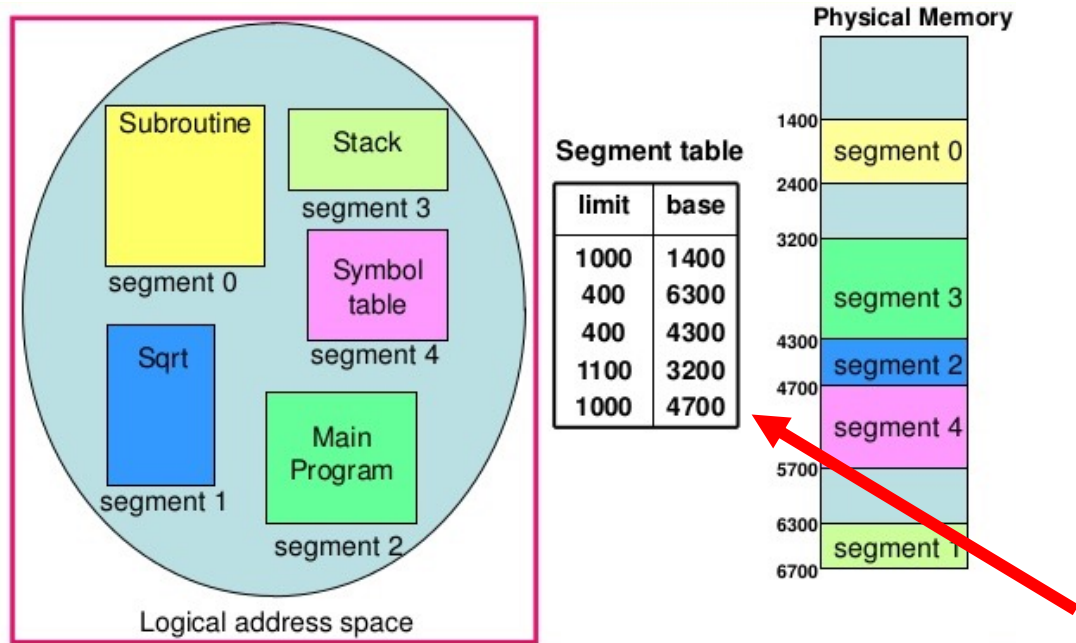 Subroutine
segment 0
Stack
segment 3
Symbol
table
segment 4
Sqrt
segment 1
Main
Program
segment 2
Logical address space
Segment table
limit base
1000 1400
400 6300
400 4300
1100 3200
1000 4700
Physical Memory
1400
segment 0
2400
3200
segment 3
4300
segment 2
4700
segment 4
5700
6300
segment 1
6700